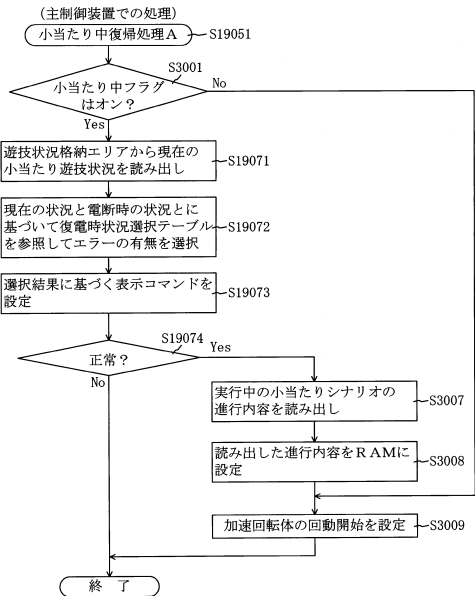 (主制御装置での処理)
小当たり中復帰処理A
S19051
小当たり中フラグ
はオン?
S3001
No
Yes
遊技状況格納エリアから現在の
小当たり遊技状況を読み出し
S19071
現在の状況と電断時の状況とに
基づいて復電時状況選択テーブル
を参照してエラーの有無を選択
S19072
選択結果に基づく表示コマンドを
設定
S19073
正常?
S19074
Yes
No
実行中の小当たりシナリオの
進行内容を読み出し
S3007
読み出した進行内容をRAMに
設定
S3008
加速回転体の回動開始を設定
S3009
終 了